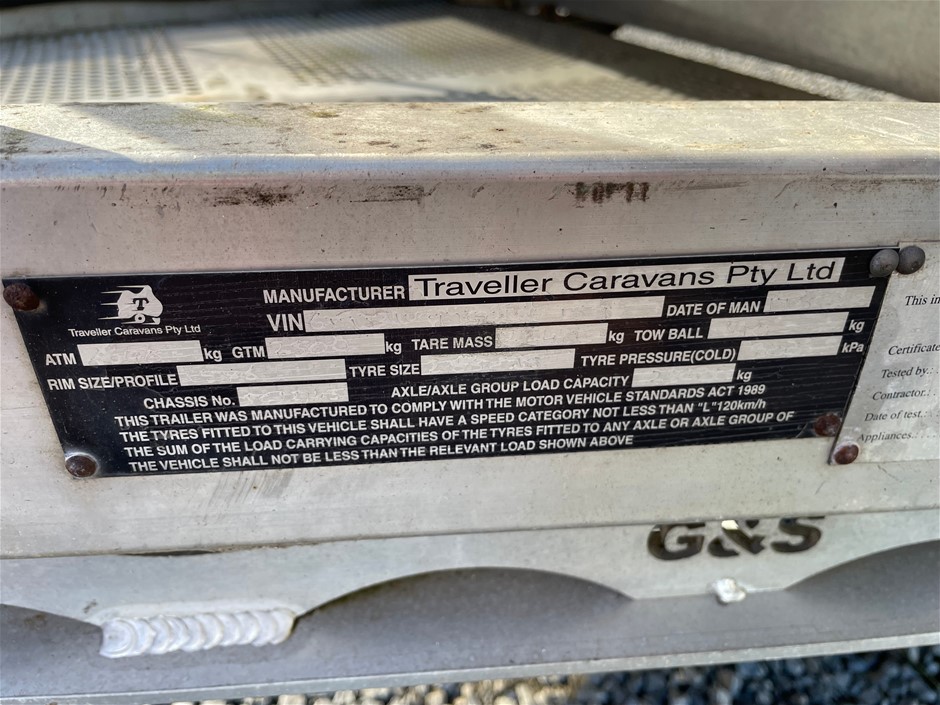 MANUFACTURER Traveller Caravans Pty Ltd
T
Traveller Caravans Pty Ltd
VIN DATE OF MAN
ATM kg GTM kg TARE MASS kg TOW BALL kg
RIM SIZE/PROFILE TYRE SIZE TYRE PRESSURE(COLD) kPa
CHASSIS No. AXLE/AXLE GROUP LOAD CAPACITY kg
THIS TRAILER WAS MANUFACTURED TO COMPLY WITH THE MOTOR VEHICLE STANDARDS ACT 1989
THE TYRES FITTED TO THIS VEHICLE SHALL HAVE A SPEED CATEGORY NOT LESS THAN "L"120km/h
THE SUM OF THE LOAD CARRYING CAPACITIES OF THE TYRES FITTED TO ANY AXLE OR AXLE GROUP OF
THE VEHICLE SHALL NOT BE LESS THAN THE RELEVANT LOAD SHOWN ABOVE
This in
Certificate
Tested by:
Contractor:
Date of test
Appliances
G&S